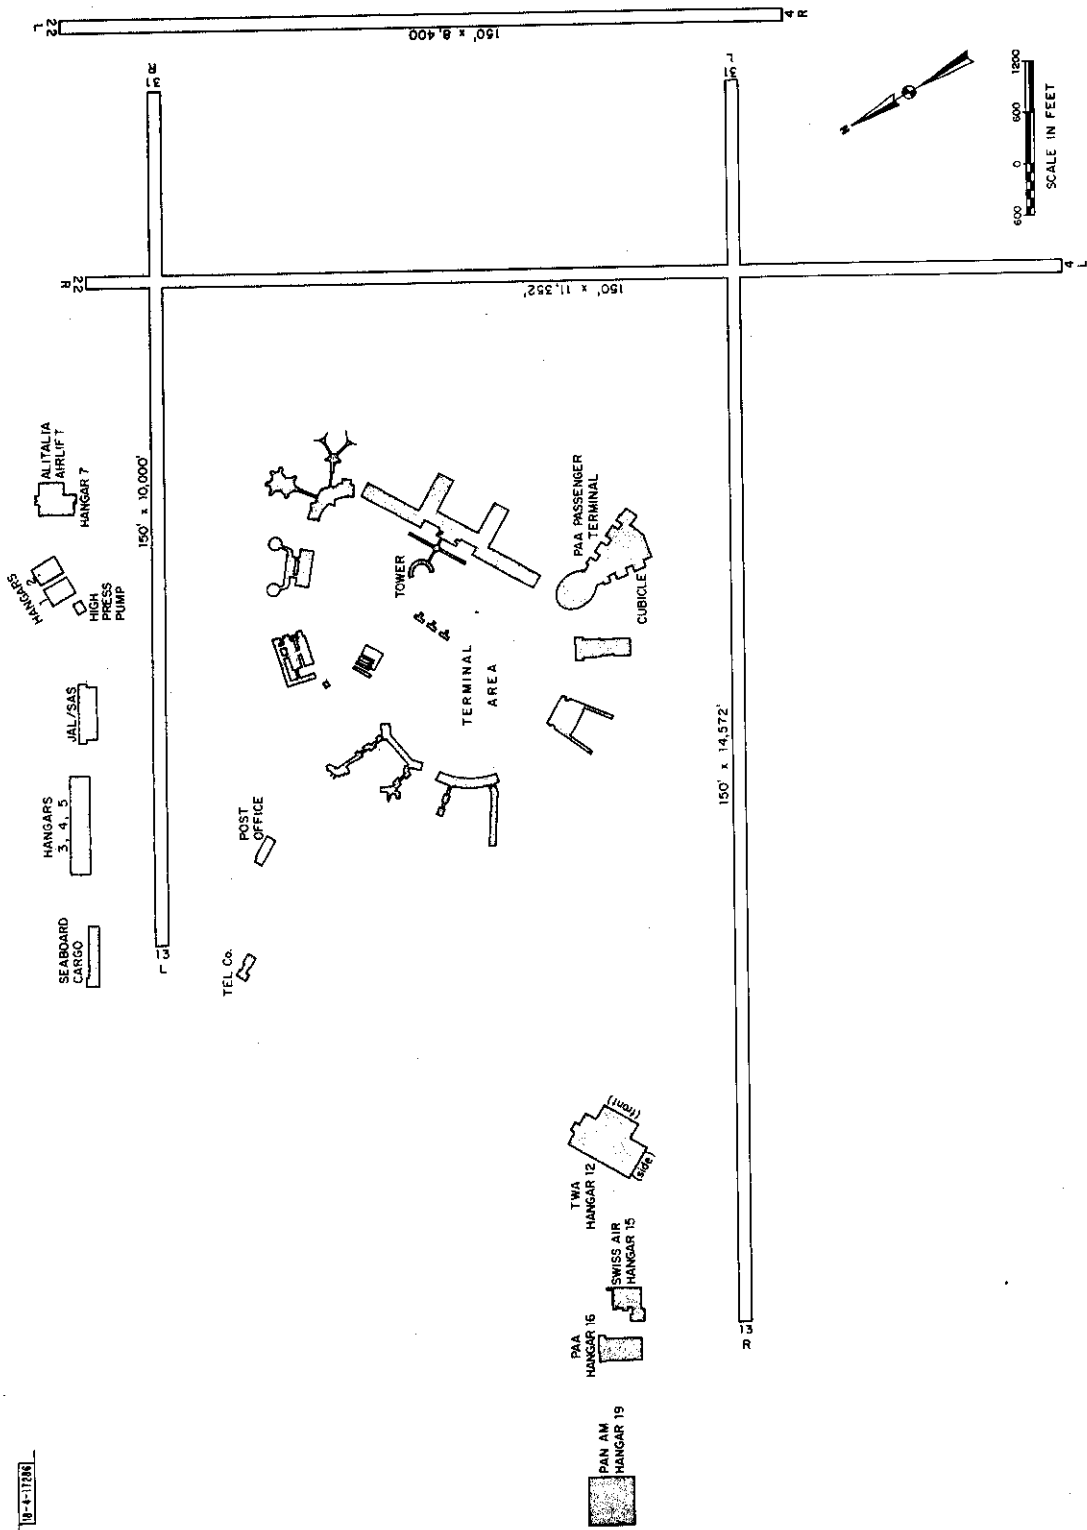 22
L
150' x 8,400
4
R
R
31
31
L
N
600 0 600 1200
SCALE IN FEET
R
22
150' x 11,352'
4
L
ALITALIA
AIRLIFT
HANGAR 7
150' x 10,000'
HANGARS
2
HIGH
PRESS
PUMP
JAL/SAS
HANGARS
3, 4, 5
SEABOARD
CARGO
13
L
TOWER
PAA PASSENGER
TERMINAL
CUBICLE
TERMINAL
AREA
POST
OFFICE
TEL Co.
150' x 14,572'
TWA
HANGAR 12
(front)
(side)
SWISS AIR
HANGAR 15
PAA
HANGAR 16
13
R
PAN AM
HANGAR 19
18-4-17286